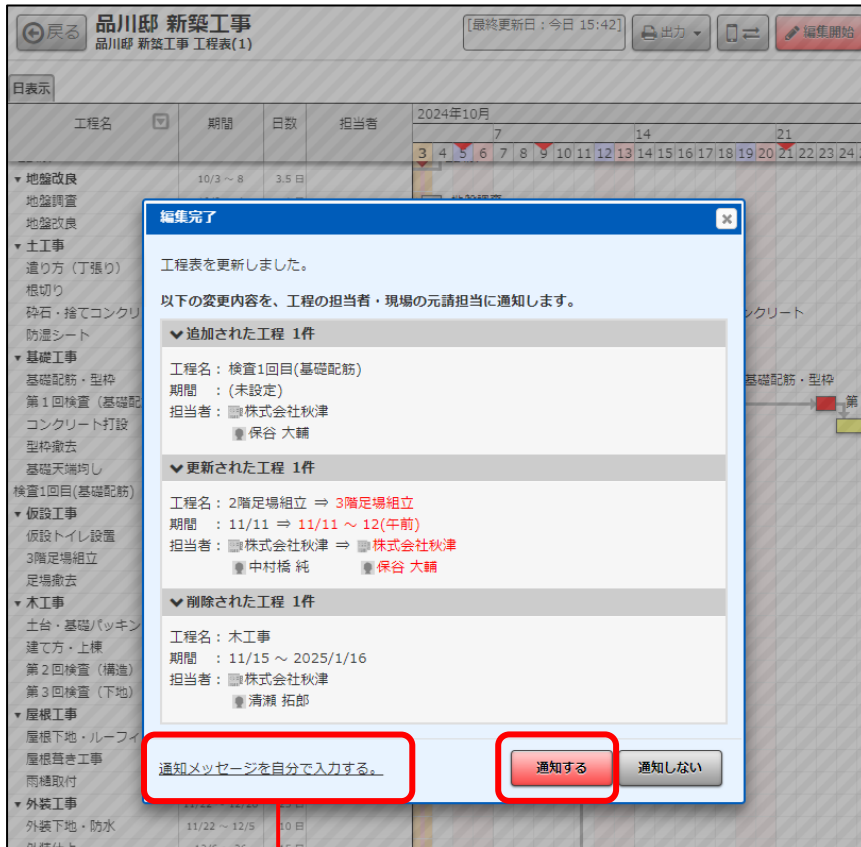 戻る
品川邸 新築工事
品川邸 新築工事 工程表(1)
[最終更新日：今日 15:42]
出力
編集開始
日表示
工程名 期間 日数 担当者
2024年10月
7 14 21
3 4 5 6 7 8 9 10 11 12 13 14 15 16 17 18 19 20 21 22 23 24
▼地盤改良 10/3 ～ 8 3.5 日
地盤調査
地盤改良
▼土工事
遣り方（丁張り）
根切り
砕石・捨てコンクリ
ンクリート
防湿シート
▼基礎工事
基礎配筋・型枠
基礎配筋・型枠
第１回検査（基礎配
第
コンクリート打設
型枠撤去
基礎天端均し
検査1回目(基礎配筋)
▼仮設工事
仮設トイレ設置
3階足場組立
足場撤去
▼木工事
土台・基礎パッキン
建て方・上棟
第２回検査（構造）
第３回検査（下地）
▼屋根工事
屋根下地・ルーフィ
屋根葺き工事
雨樋取付
▼外装工事
外装下地・防水 11/22 ～ 12/5 10 日
編集完了
工程表を更新しました。
以下の変更内容を、工程の担当者・現場の元請担当に通知します。
追加された工程 1件
工程名：検査1回目(基礎配筋)
期間 ：(未設定)
担当者：株式会社秋津
保谷 大輔
更新された工程 1件
工程名：2階足場組立 ⇒ 3階足場組立
期間 ：11/11 ⇒ 11/11 ～ 12(午前)
担当者：株式会社秋津 ⇒ 株式会社秋津
中村橋 純 保谷 大輔
削除された工程 1件
工程名：木工事
期間 ：11/15 ～ 2025/1/16
担当者：株式会社秋津
清瀬 拓郎
通知メッセージを自分で入力する。
通知する
通知しない